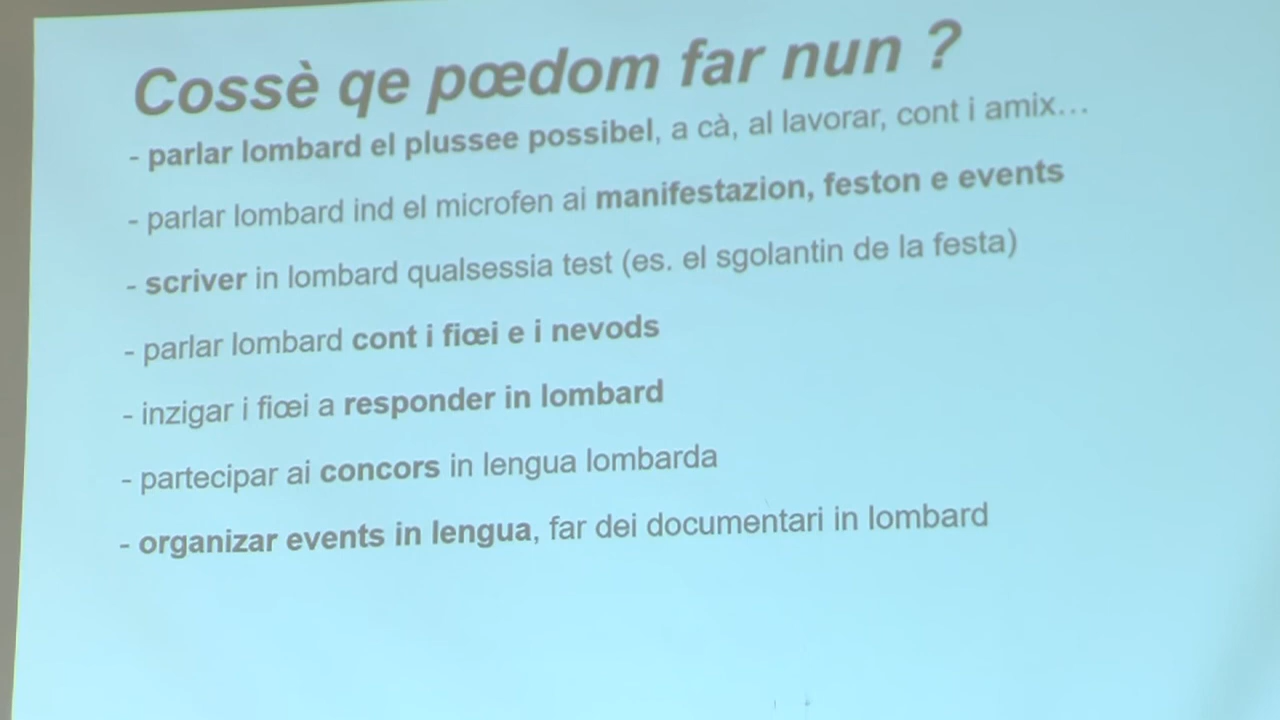 Cossè qe pœdom far nun ?
- parlar lombard el plussee possibel, a cà, al lavorar, cont i amix...
- parlar lombard ind el microfen ai manifestazion, feston e events
- scriver in lombard qualsessia test (es. el sgolantin de la festa)
- parlar lombard cont i fiœi e i nevods
- inzigar i fiœi a responder in lombard
- partecipar ai concors in lengua lombarda
- organizar events in lengua, far dei documentari in lombard